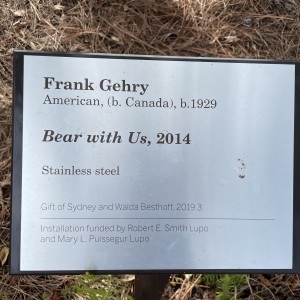 Frank Gehry
American, (b. Canada), b.1929
Bear with Us, 2014
Stainless steel
Gift of Sydney and Walda Besthoff, 2019.3
Installation funded by Robert E. Smith Lupo
and Mary L. Puissegur Lupo